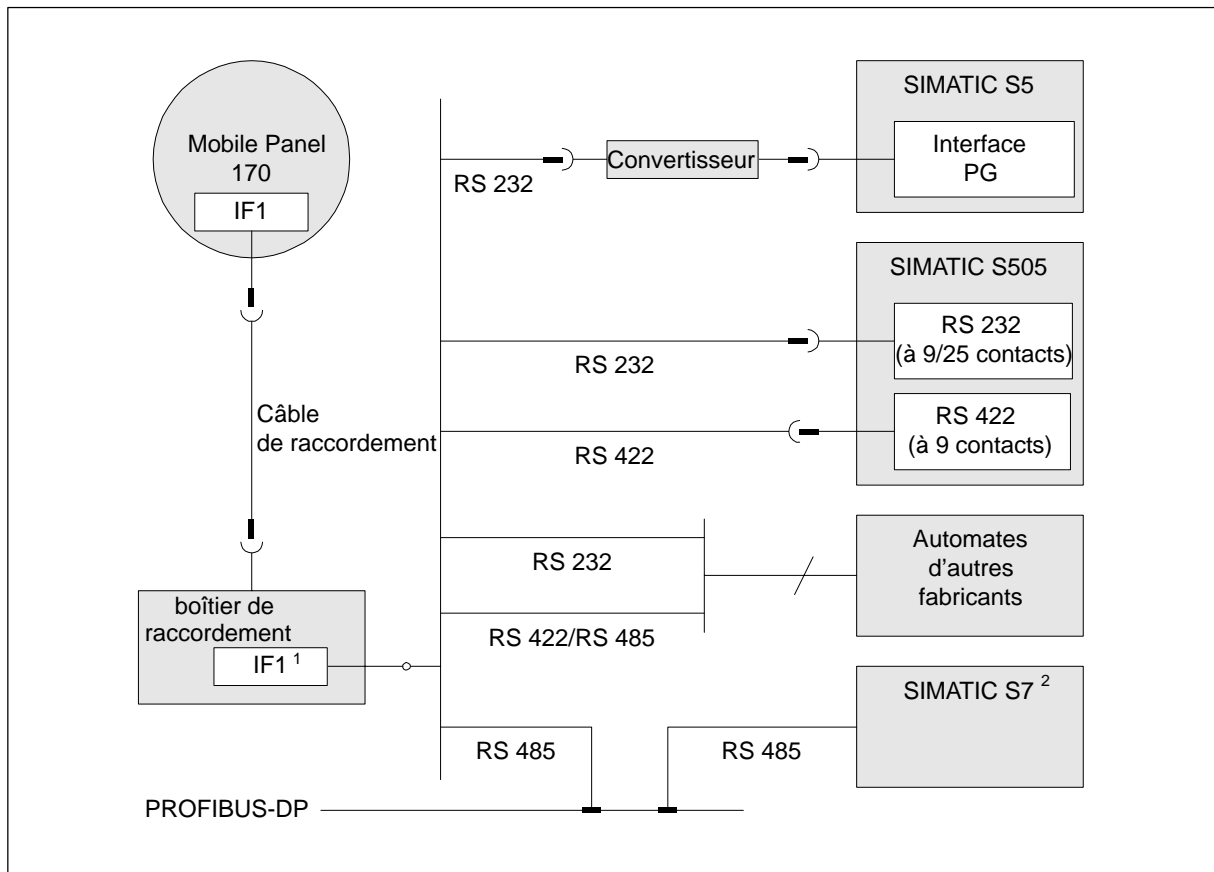 Mobile Panel
170
IF1
Câble
de raccordement
boîtier de
raccordement
IF1 1
RS 232
Convertisseur
SIMATIC S5
Interface
PG
SIMATIC S505
RS 232
RS 232
(à 9/25 contacts)
RS 422
RS 422
(à 9 contacts)
RS 232
RS 422/RS 485
Automates
d'autres
fabricants
SIMATIC S7 2
RS 485
RS 485
PROFIBUS-DP